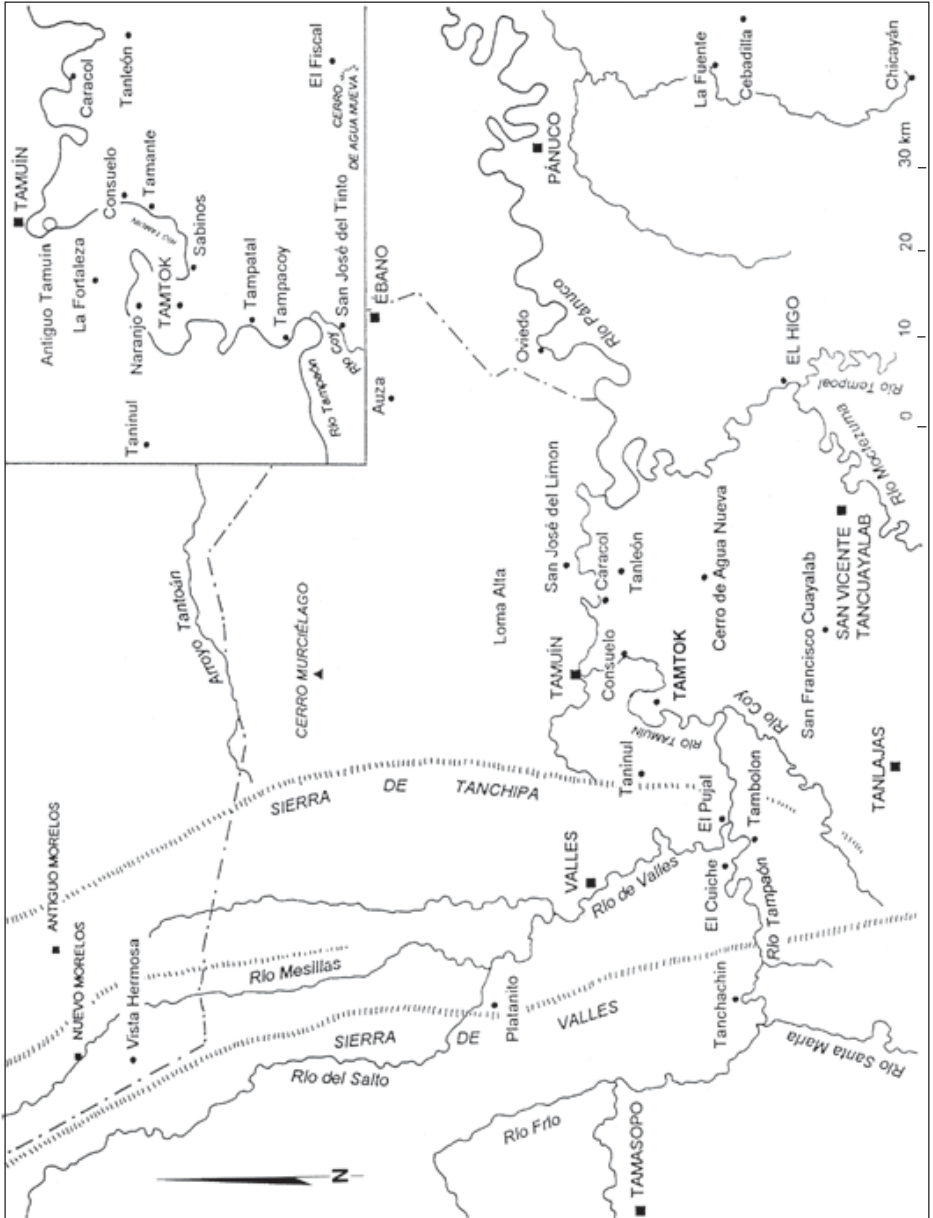 NUEVO MORELOS
ANTIGUO MORELOS
Vista Hermosa
Arroyo Tantoán
CERRO MURCIÉLAGO
SIERRA DE TANCHIPA
Río Mesillas
SIERRA DE VALLES
Río del Salto
Platanito
VALLES
Río de Valles
Río Frío
TAMASOPO
Tanchachin
Río Santa María
Río Tampaón
El Cuiche
El Pujal
Tambolon
Taninul
RÍO TAMUÍN
TAMTOK
Consuelo
TAMUÍN
Loma Alta
San José del Limon
Caracol
Tanleón
Cerro de Agua Nueva
Río Coy
San Francisco Cuayalab
TANLAJAS
SAN VICENTE
TANCUAYALAB
Río Moctezuma
Río Tempoal
EL HIGO
Auza
ÉBANO
Oviedo
Río Pánuco
PÁNUCO
La Fuente
Cebadilla
Chicayán
0 10 20 30 km
N
TAMUIN
Antiguo Tamuin
La Fortaleza
Caracol
Tanleón
Consuelo
Tamante
RÍO TAMUÍN
Naranjo
TAMTOK
Sabinos
Taninul
Tampatal
Tampacoy
Río Tampaón
RÍO COY
San José del Tinto
El Fiscal
CERRO
DE AGUA NUEVA